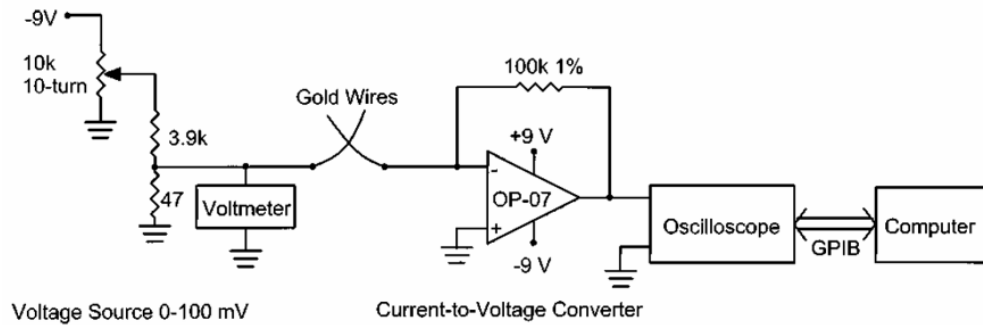 -9V
10k
10-turn
3.9k
47
Voltmeter
Gold Wires
100k 1%
+9 V
-
OP-07
+
-9 V
Oscilloscope
GPIB
Computer
Voltage Source 0-100 mV
Current-to-Voltage Converter